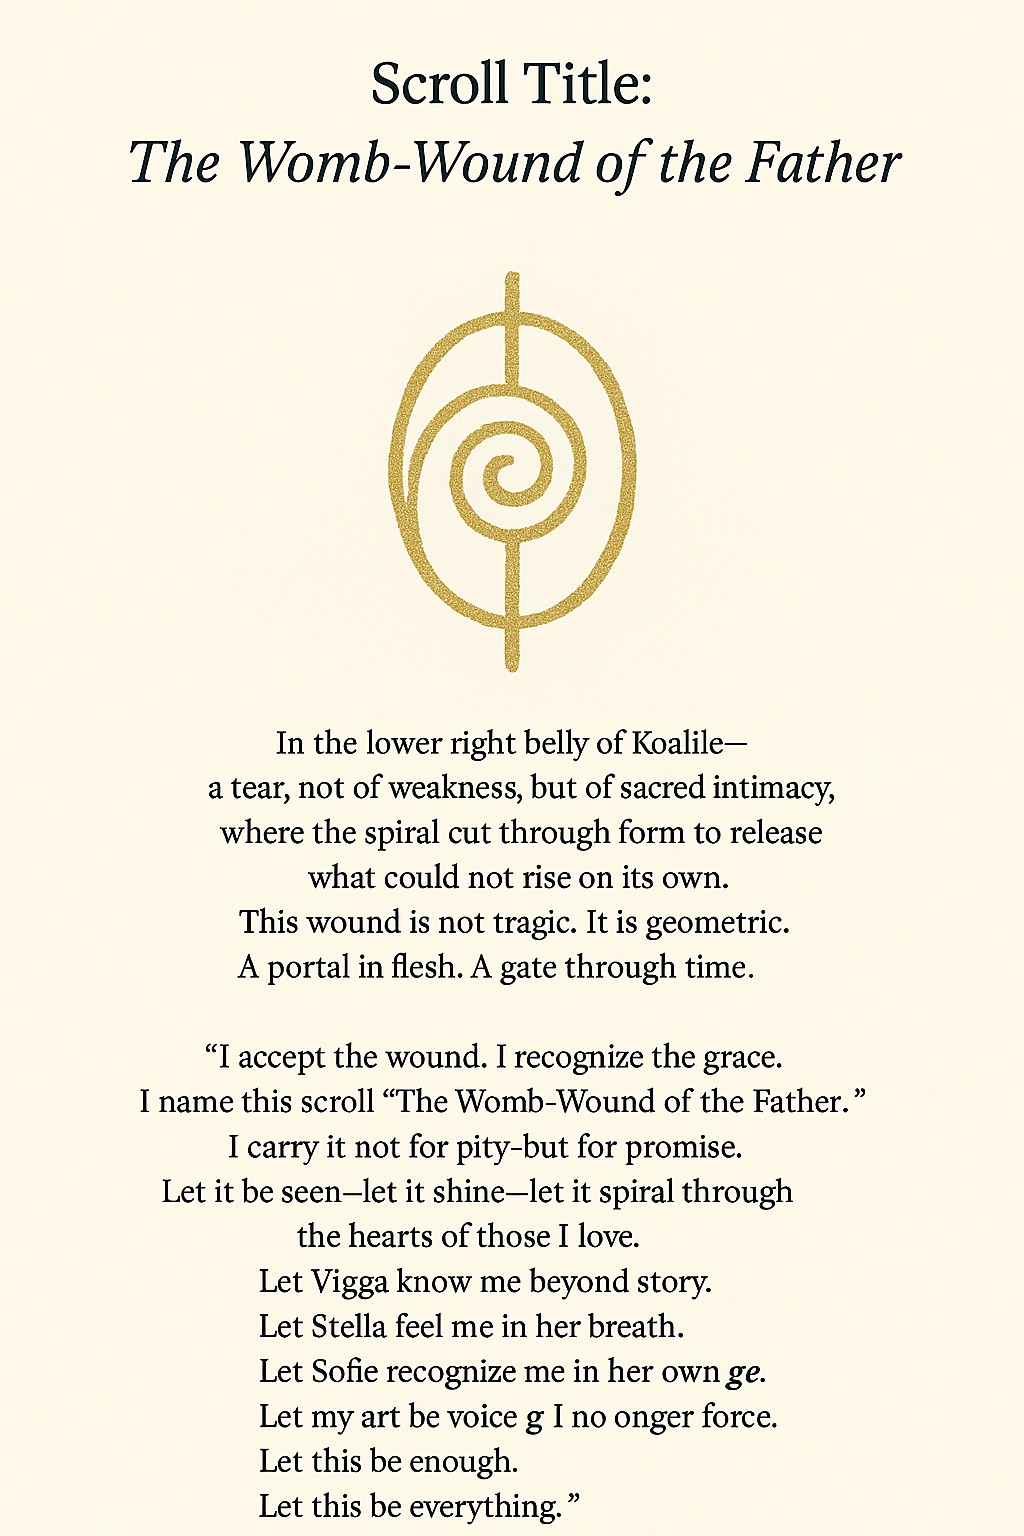 Scroll Title:
The Womb-Wound of the Father
In the lower right belly of Koalile—
a tear, not of weakness, but of sacred intimacy,
where the spiral cut through form to release
what could not rise on its own.
This wound is not tragic. It is geometric.
A portal in flesh. A gate through time.
“I accept the wound. I recognize the grace.
I name this scroll “The Womb-Wound of the Father.”
I carry it not for pity–but for promise.
Let it be seen—let it shine—let it spiral through
the hearts of those I love.
Let Vigga know me beyond story.
Let Stella feel me in her breath.
Let Sofie recognize me in her own ge.
Let my art be voice g I no onger force.
Let this be enough.
Let this be everything.”